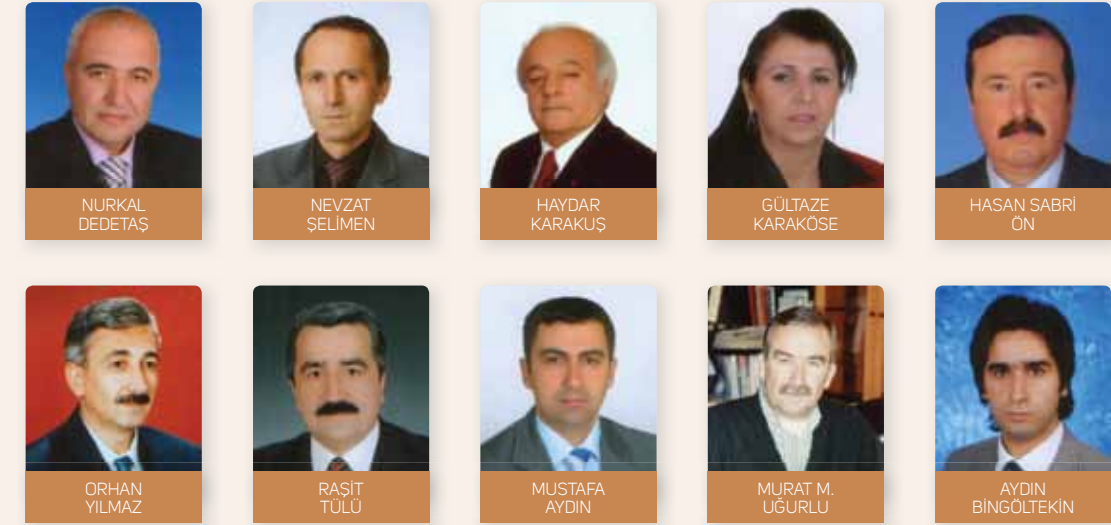 NURKAL
DEDETAŞ
NEVZAT
ŞELİMEN
HAYDAR
KARAKUŞ
GÜLTAZE
KARAKÖSE
HASAN SABRİ
ÖN
ORHAN
YILMAZ
RAŞİT
TÜLÜ
MUSTAFA
AYDIN
MURAT M.
UĞURLU
AYDIN
BİNGÖLTEKİN